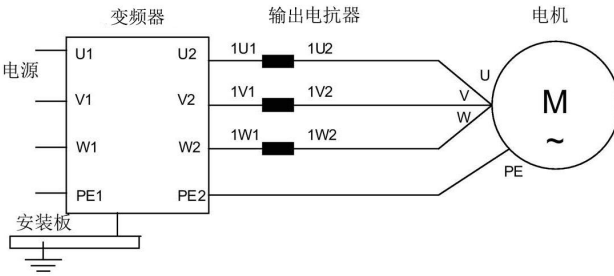 变频器 输出电抗器 电机
U1 U2 1U1 1U2
电源
U
V1 V2 1V1 1V2 V
M
~
W
W1 W2 1W1 1W2
PE
PE1 PE2
安装板